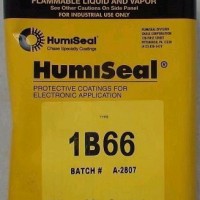 FLAMMABLE LIQUID AND VAPOR
See Other Cautions On Side Panel
FOR INDUSTRIAL USE ONLY
HumiSeal®
Chase Specialty Coatings
HumiSeal®
PROTECTIVE COATINGS FOR
ELECTRONIC APPLICATION
TYPE
1B66
BATCH # A-2807